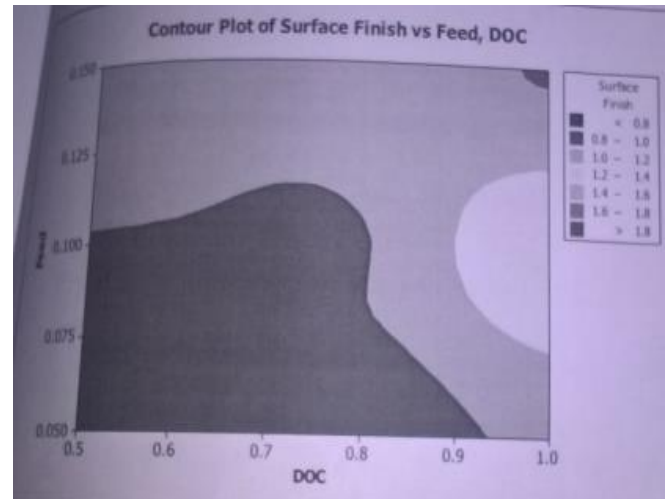 Contour Plot of Surface Finish vs Feed, DOC
0.150
0.125
0.100
0.075
0.050
Feed
0.5 0.6 0.7 0.8 0.9 1.0
DOC
Surface
Finish
< 0.8
0.8 – 1.0
1.0 – 1.2
1.2 – 1.4
1.4 – 1.6
1.6 – 1.8
> 1.8